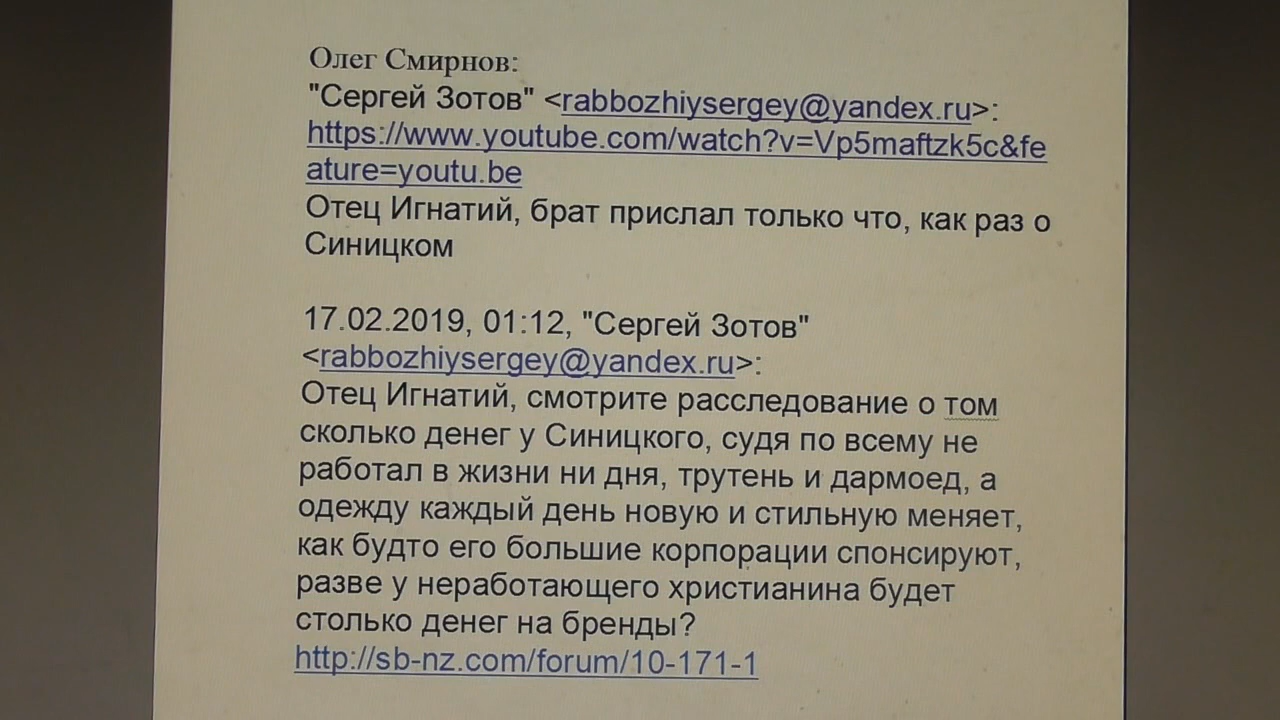 Олег Смирнов:
"Сергей Зотов" <rabbozhiysergey@yandex.ru>:
https://www.youtube.com/watch?v=Vp5maftzk5c&fe
ature=youtu.be
Отец Игнатий, брат прислал только что, как раз о
Синицком
17.02.2019, 01:12, "Сергей Зотов"
<rabbozhiysergey@yandex.ru>:
Отец Игнатий, смотрите расследование о том
сколько денег у Синицкого, судя по всему не
работал в жизни ни дня, трутень и дармоед, а
одежду каждый день новую и стильную меняет,
как будто его большие корпорации спонсируют,
разве у неработающего христианина будет
столько денег на бренды?
http://sb-nz.com/forum/10-171-1